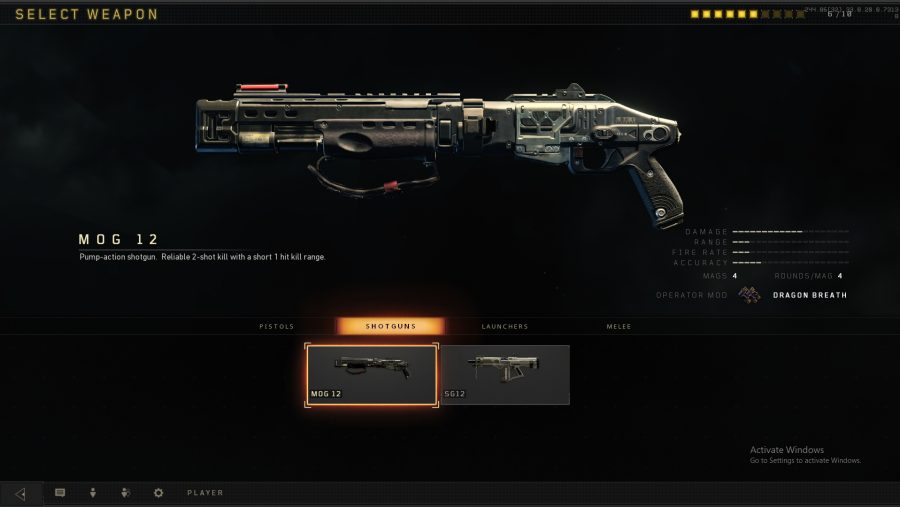 SELECT WEAPON
6/10
MOG 12
Pump-action shotgun. Reliable 2-shot kill with a short 1 hit kill range.
DAMAGE
RANGE
FIRE RATE
ACCURACY
MAGS 4 ROUNDS/MAG 4
OPERATOR MOD DRAGON BREATH
PISTOLS SHOTGUNS LAUNCHERS MELEE
MOG 12 SG12
Activate Windows
Go to Settings to activate Windows.
PLAYER